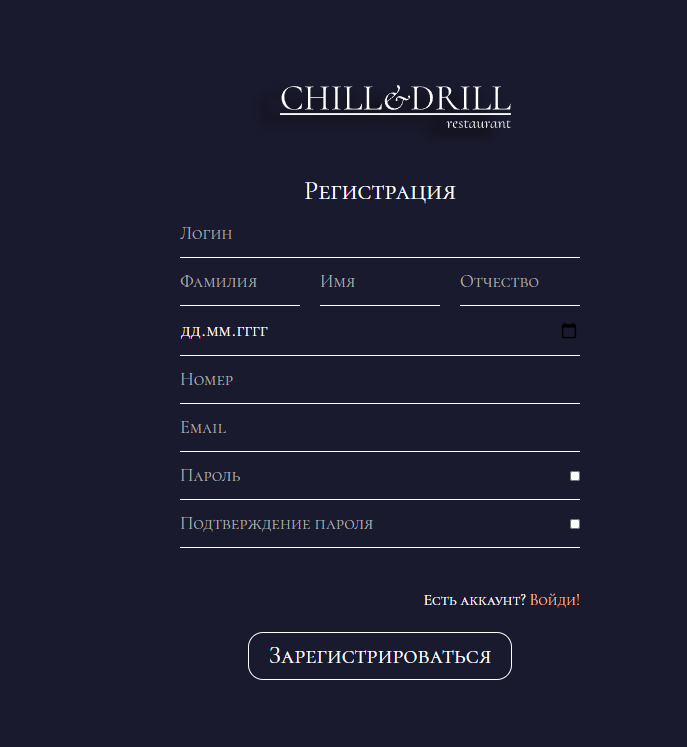 CHILL&DRILL
restaurant
Регистрация
Логин
Фамилия Имя Отчество
дд.мм.гггг
Номер
Email
Пароль
Подтверждение пароля
Есть аккаунт? Войди!
Зарегистрироваться